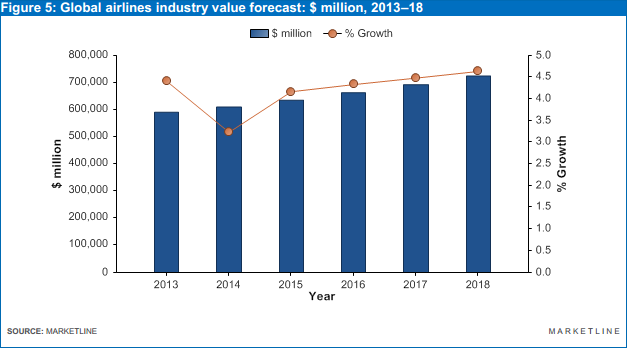 Figure 5: Global airlines industry value forecast: $ million, 2013–18
$ million % Growth
800,000 5.0
700,000 4.5
600,000 4.0
500,000 3.5
400,000 3.0
300,000 2.5
200,000 2.0
100,000 1.5
0 1.0
0.5
0.0
$ million
% Growth
2013 2014 2015 2016 2017 2018
Year
SOURCE: MARKETLINE MARKETLINE